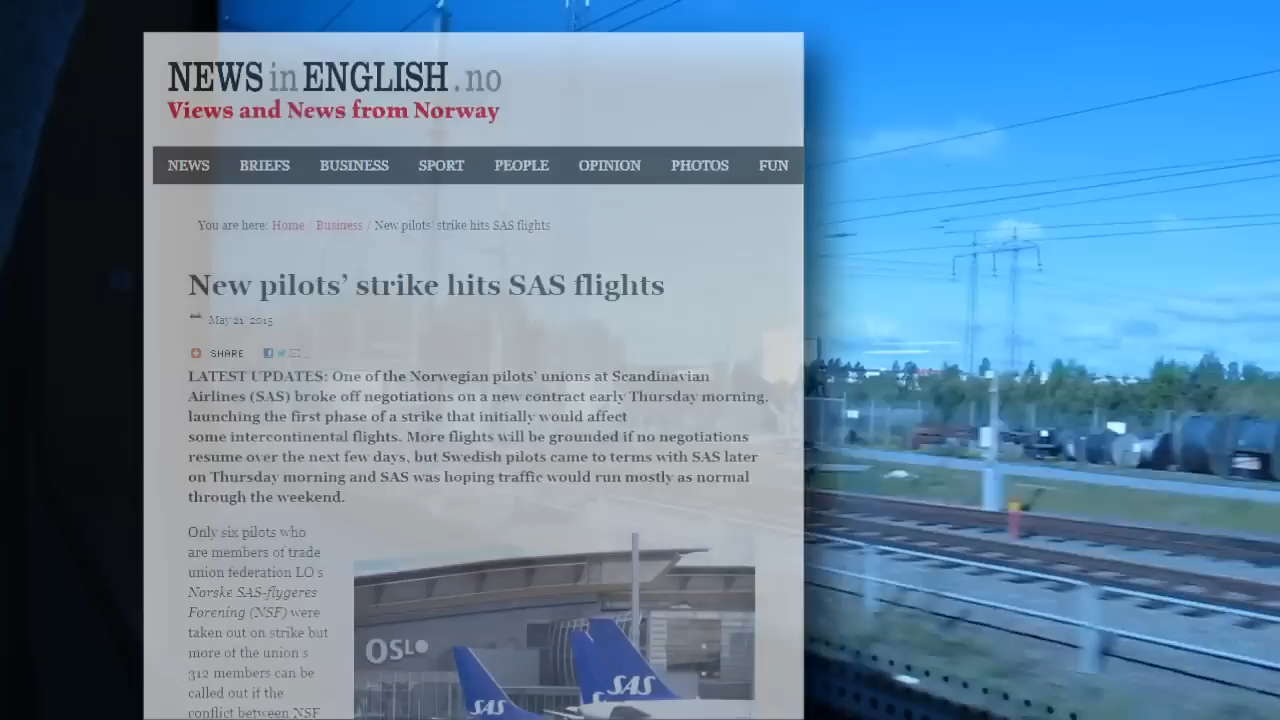 NEWS in ENGLISH.no
Views and News from Norway
NEWS BRIEFS BUSINESS SPORT PEOPLE OPINION PHOTOS FUN
You are here: Home / Business / New pilots' strike hits SAS flights
New pilots’ strike hits SAS flights
May 21, 2015
SHARE
LATEST UPDATES: One of the Norwegian pilots’ unions at Scandinavian
Airlines (SAS) broke off negotiations on a new contract early Thursday morning,
launching the first phase of a strike that initially would affect
some intercontinental flights. More flights will be grounded if no negotiations
resume over the next few days, but Swedish pilots came to terms with SAS later
on Thursday morning and SAS was hoping traffic would run mostly as normal
through the weekend.
Only six pilots who
are members of trade
union federation LO's
Norske SAS-flygeres
Forening (NSF) were
taken out on strike but
more of the union's
312 members can be
called out if the
conflict between NSF
OSLO
SAS
SAS